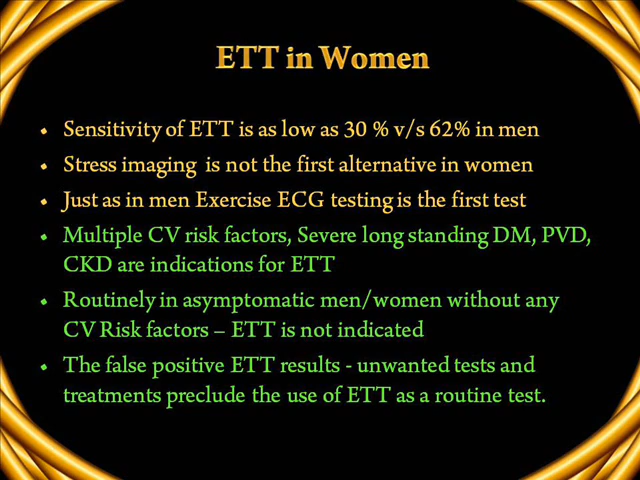 ETT in Women
• Sensitivity of ETT is as low as 30 % v/s 62% in men
• Stress imaging is not the first alternative in women
• Just as in men Exercise ECG testing is the first test
• Multiple CV risk factors, Severe long standing DM, PVD,
CKD are indications for ETT
• Routinely in asymptomatic men/women without any
CV Risk factors – ETT is not indicated
• The false positive ETT results - unwanted tests and
treatments preclude the use of ETT as a routine test.